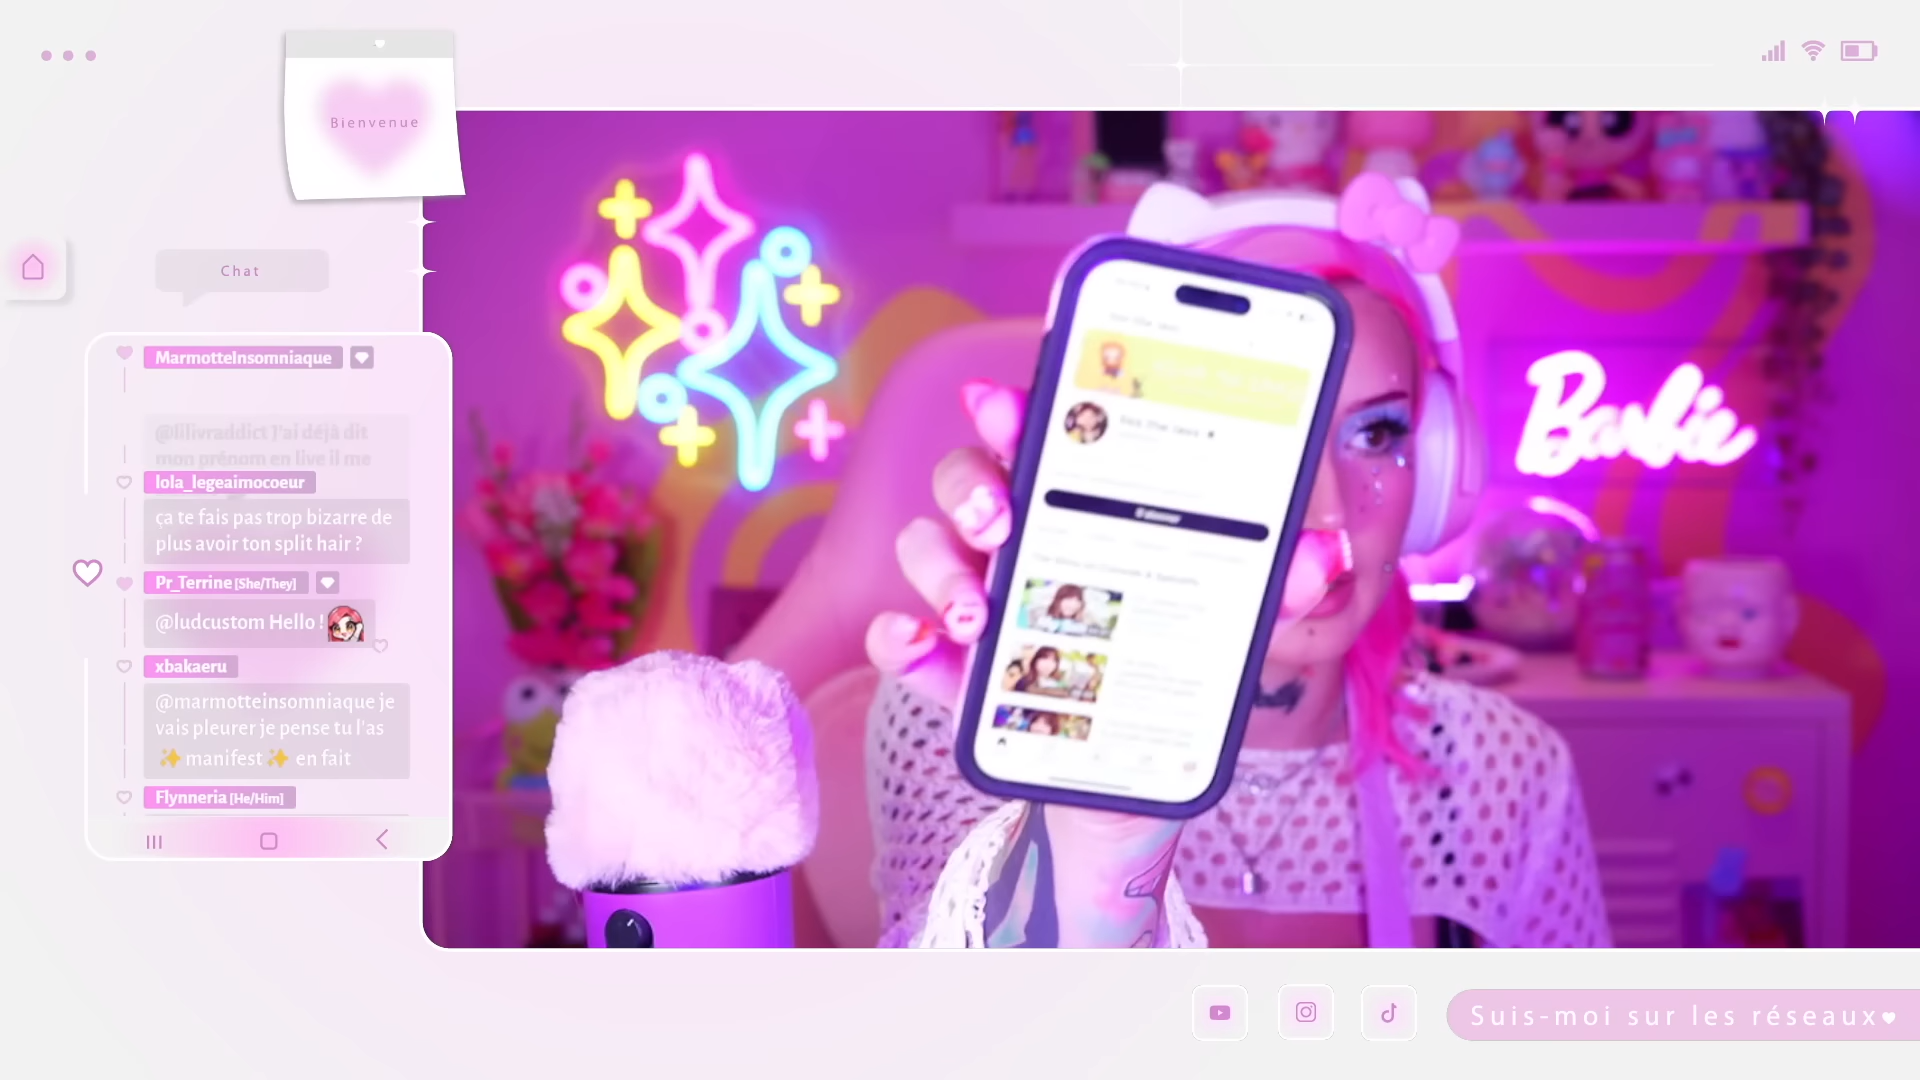 Bienvenue
Chat
MarmotteInsomniaque
@lilivraddict J'ai déjà dit
mon prénom en live il me
lola_legeaimocoeur
ça te fais pas trop bizarre de
plus avoir ton split hair ?
Pr_Terrine [She/They]
@ludcustom Hello !
xbakaeru
@marmotteinsomniaque je
vais pleurer je pense tu l'as
✨ manifest ✨ en fait
Flynneria [He/Him]
Barbie
Suis-moi sur les réseaux